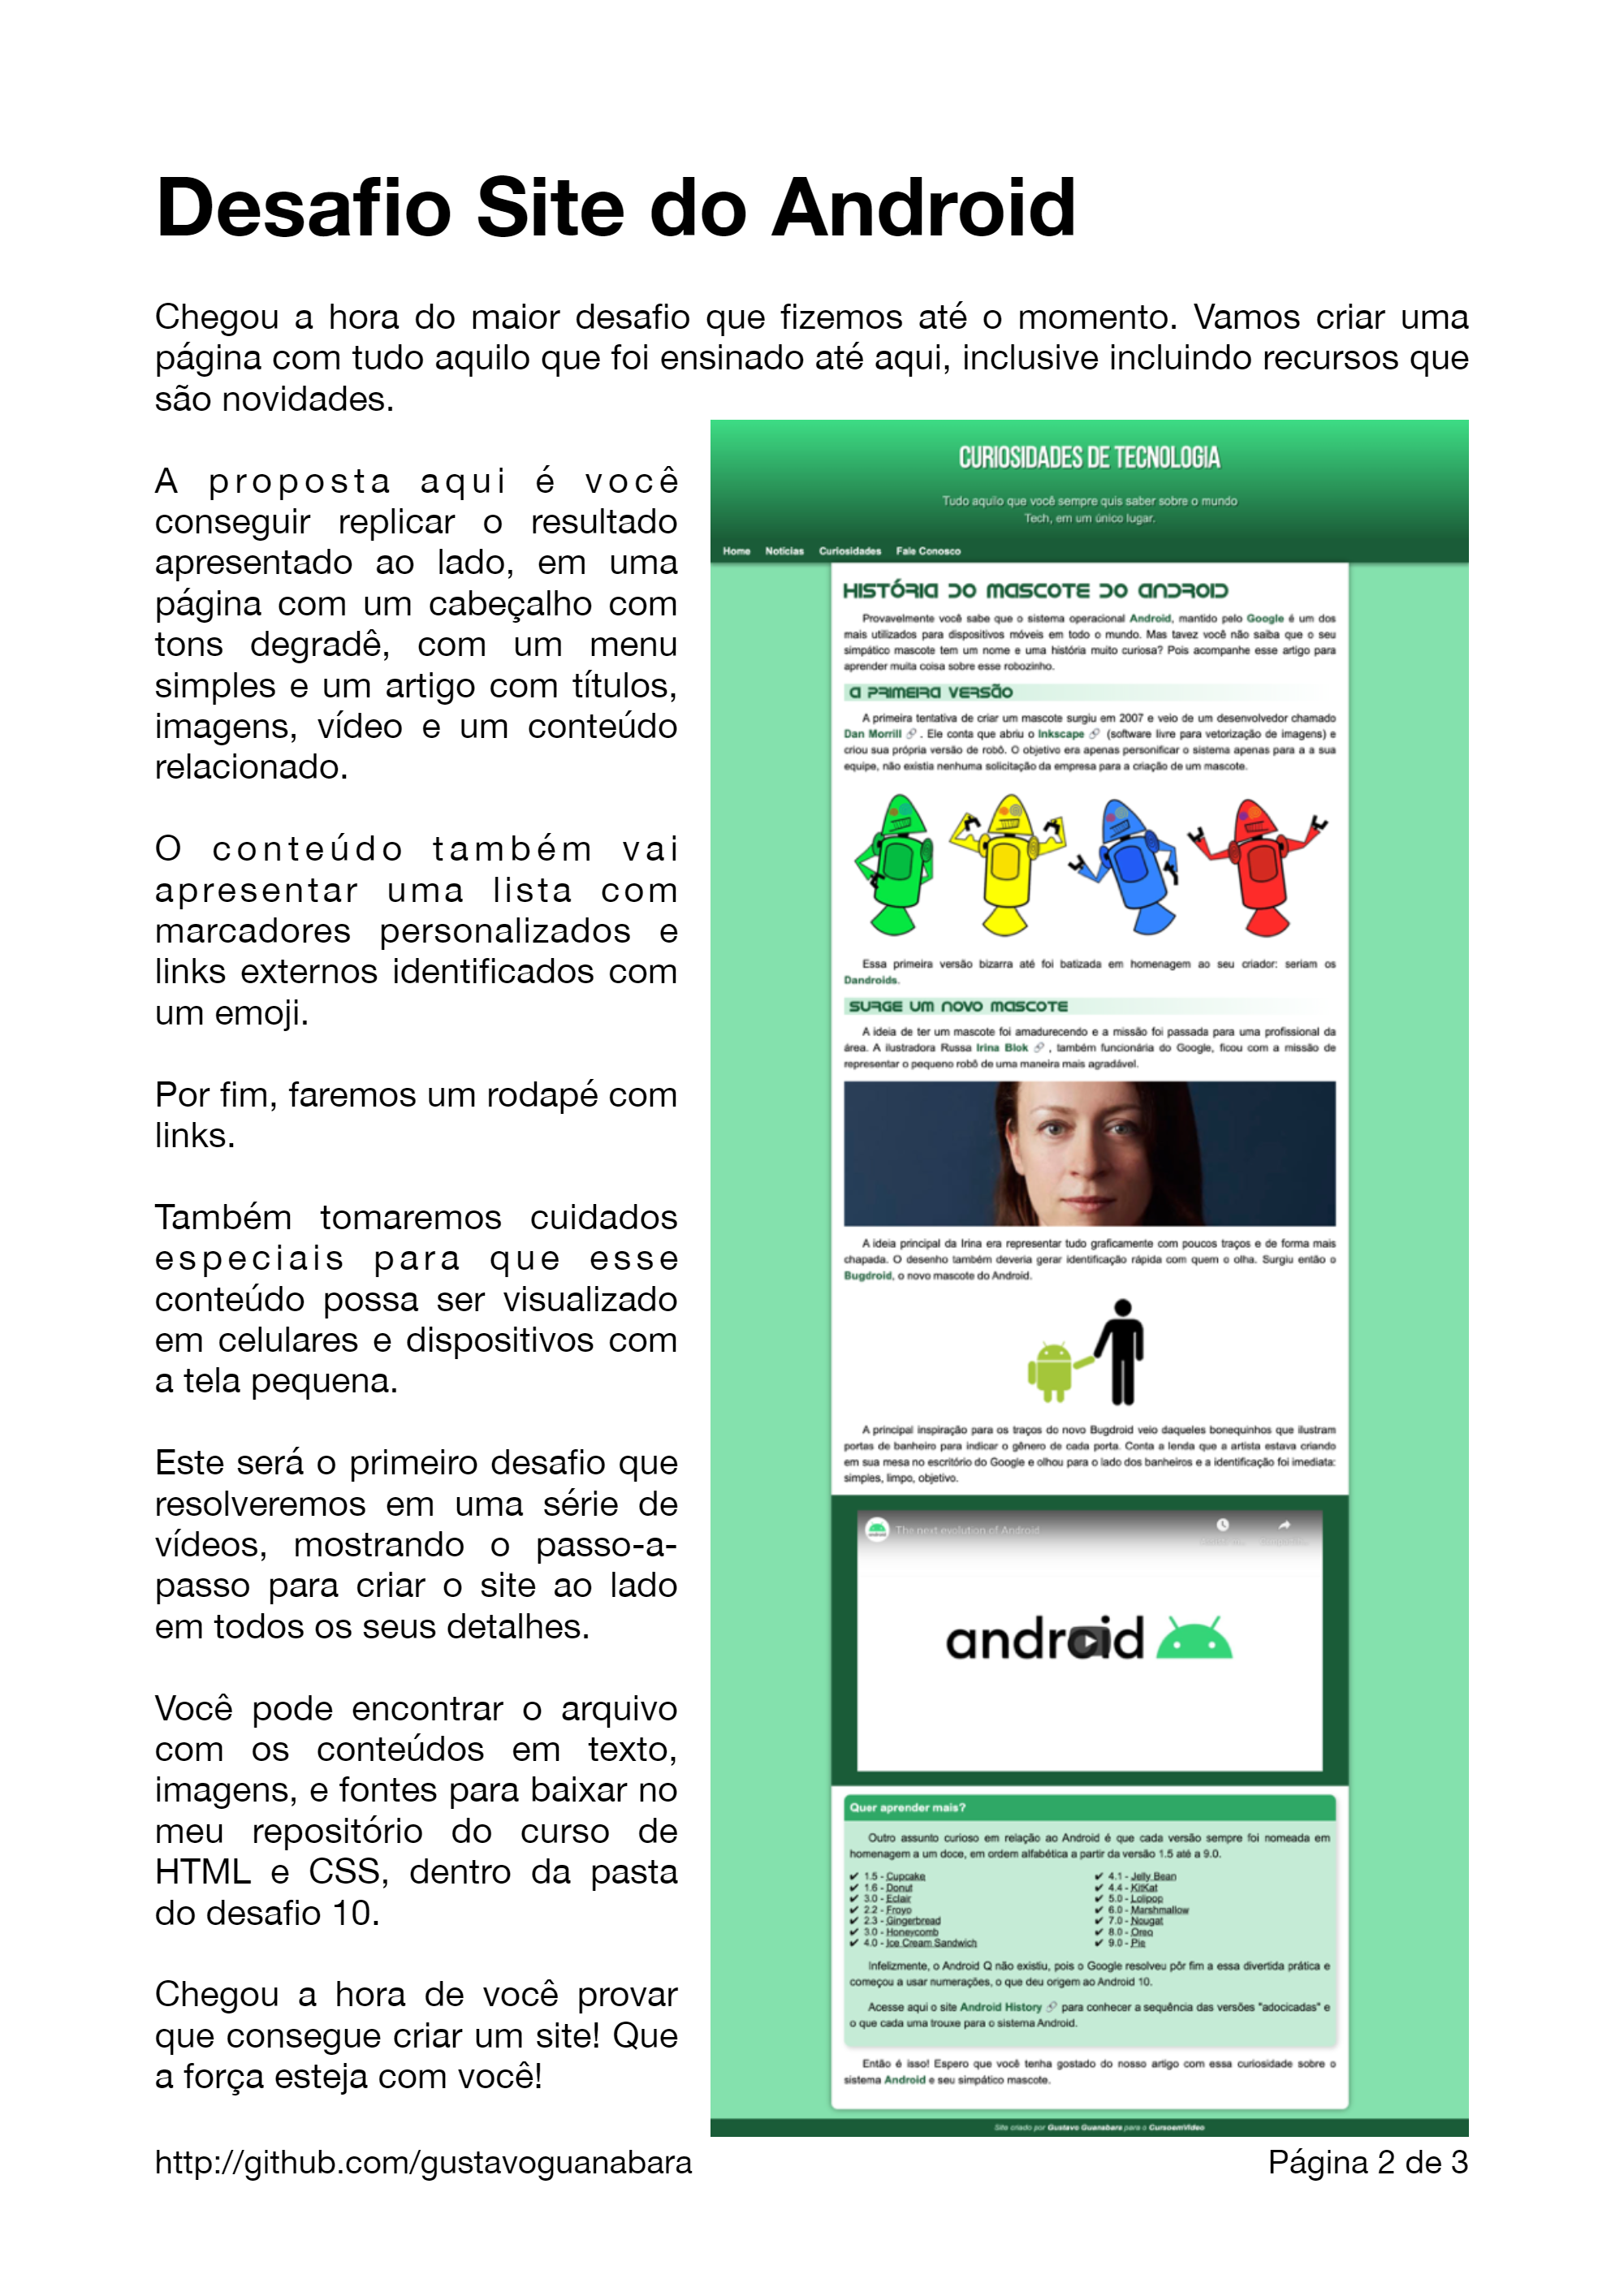 Desafio Site do Android
Chegou a hora do maior desafio que fizemos até o momento. Vamos criar uma
página com tudo aquilo que foi ensinado até aqui, inclusive incluindo recursos que
são novidades.
A proposta aqui é você
conseguir replicar o resultado
apresentado ao lado, em uma
página com um cabeçalho com
tons degradê, com um menu
simples e um artigo com títulos,
imagens, vídeo e um conteúdo
relacionado.
O conteúdo também vai
apresentar uma lista com
marcadores personalizados e
links externos identificados com
um emoji.
Por fim, faremos um rodapé com
links.
Também tomaremos cuidados
especiais para que esse
conteúdo possa ser visualizado
em celulares e dispositivos com
a tela pequena.
Este será o primeiro desafio que
resolveremos em uma série de
vídeos, mostrando o passo-a-
passo para criar o site ao lado
em todos os seus detalhes.
Você pode encontrar o arquivo
com os conteúdos em texto,
imagens, e fontes para baixar no
meu repositório do curso de
HTML e CSS, dentro da pasta
do desafio 10.
Chegou a hora de você provar
que consegue criar um site! Que
a força esteja com você!
CURIOSIDADES DE TECNOLOGIA
Tudo aquilo que você sempre quis saber sobre o mundo
Tech, em um único lugar.
Home Notícias Curiosidades Fale Conosco
História do mascote do Android
Provavelmente você sabe que o sistema operacional Android, mantido pelo Google é um dos
mais utilizados para dispositivos móveis em todo o mundo. Mas tavez você não saiba que o seu
simpático mascote tem um nome e uma história muito curiosa? Pois acompanhe esse artigo para
aprender muita coisa sobre esse robozinho.
A primeira versão
A primeira tentativa de criar um mascote surgiu em 2007 e veio de um desenvolvedor chamado
Dan Morrill 🔗 . Ele conta que abriu o Inkscape 🔗 (software livre para vetorização de imagens) e
criou sua própria versão de robô. O objetivo era apenas personificar o sistema apenas para a a sua
equipe, não existia nenhuma solicitação da empresa para a criação de um mascote.
Essa primeira versão bizarra até foi batizada em homenagem ao seu criador: seriam os
Dandroids.
Surge um novo mascote
A ideia de ter um mascote foi amadurecendo e a missão foi passada para uma profissional da
área. A ilustradora Russa Irina Blok 🔗 , também funcionária do Google, ficou com a missão de
representar o pequeno robô de uma maneira mais agradável.
A ideia principal da Irina era representar tudo graficamente com poucos traços e de forma mais
chapada. O desenho também deveria gerar identificação rápida com quem o olha. Surgiu então o
Bugdroid, o novo mascote do Android.
A principal inspiração para os traços do novo Bugdroid veio daqueles bonequinhos que ilustram
portas de banheiro para indicar o gênero de cada porta. Conta a lenda que a artista estava criando
em sua mesa no escritório do Google e olhou para o lado dos banheiros e a identificação foi imediata:
simples, limpo, objetivo.
The next evolution of Android
android
Quer aprender mais?
Outro assunto curioso em relação ao Android é que cada versão sempre foi nomeada em
homenagem a um doce, em ordem alfabética a partir da versão 1.5 até a 9.0.
✔ 1.5 - Cupcake
✔ 1.6 - Donut
✔ 3.0 - Eclair
✔ 2.2 - Froyo
✔ 2.3 - Gingerbread
✔ 3.0 - Honeycomb
✔ 4.0 - Ice Cream Sandwich
✔ 4.1 - Jelly Bean
✔ 4.4 - KitKat
✔ 5.0 - Lolipop
✔ 6.0 - Marshmallow
✔ 7.0 - Nougat
✔ 8.0 - Oreo
✔ 9.0 - Pie
Infelizmente, o Android Q não existiu, pois o Google resolveu pôr fim a essa divertida prática e
começou a usar numerações, o que deu origem ao Android 10.
Acesse aqui o site Android History 🔗 para conhecer a sequência das versões "adocicadas" e
o que cada uma trouxe para o sistema Android.
Então é isso! Espero que você tenha gostado do nosso artigo com essa curiosidade sobre o
sistema Android e seu simpático mascote.
Site criado por Gustavo Guanabara para o CursoemVideo
http://github.com/gustavoguanabara
Página 2 de 3